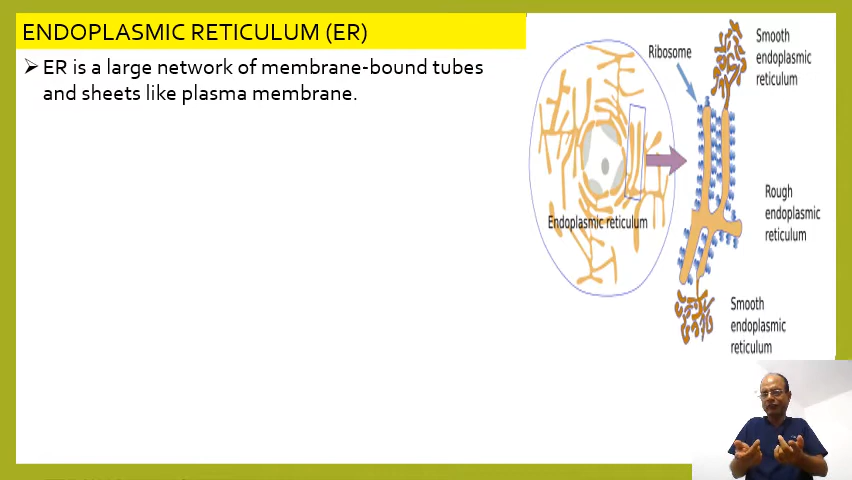 ENDOPLASMIC RETICULUM (ER)
➢ ER is a large network of membrane-bound tubes
and sheets like plasma membrane.
Ribosome
Smooth
endoplasmic
reticulum
Endoplasmic reticulum
Rough
endoplasmic
reticulum
Smooth
endoplasmic
reticulum